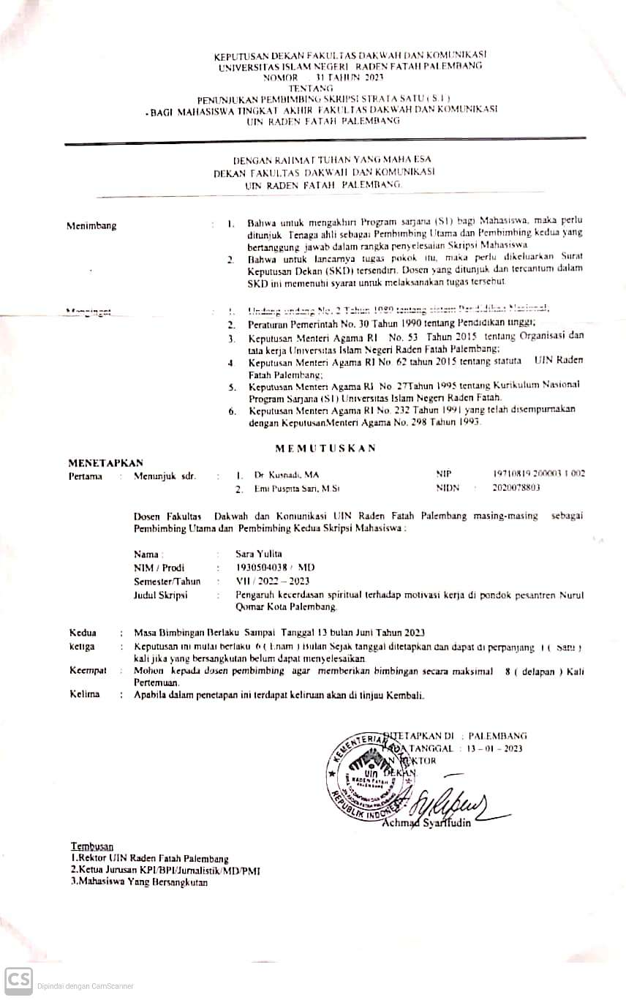 KEPUTUSAN DEKAN FAKULTAS DAKWAH DAN KOMUNIKASI
UNIVERSITAS ISLAM NEGERI RADEN FATAH PALEMBANG
NOMOR : 31 TAHUN 2023
TENTANG
PENUNJUKAN PEMBIMBING SKRIPSI STRATA SATU ( S.1 )
BAGI MAHASISWA TINGKAT AKHIR FAKULTAS DAKWAH DAN KOMUNIKASI
UIN RADEN FATAH PALEMBANG
DENGAN RAHMAT TUHAN YANG MAHA ESA
DEKAN FAKULTAS DAKWAH DAN KOMUNIKASI
UIN RADEN FATAH PALEMBANG.
Menimbang : 1. Bahwa untuk mengakhiri Program sarjana (S1) bagi Mahasiswa, maka perlu
ditunjuk Tenaga ahli sebagai Pembimbing Utama dan Pembimbing kedua yang
bertanggung jawab dalam rangka penyelesaian Skripsi Mahasiswa
2. Bahwa untuk lancarnya tugas pokok itu, maka perlu dikeluarkan Surat
Keputusan Dekan (SKD) tersendiri. Dosen yang ditunjuk dan tercantum dalam
SKD ini memenuhi syarat untuk melaksanakan tugas tersebut
Mengingat : 1. Undang-undang No. 2 Tahun 1989 tentang sistem Pendidikan Nasional;
2. Peraturan Pemerintah No. 30 Tahun 1990 tentang Pendidikan tinggi;
3. Keputusan Menteri Agama RI No. 53 Tahun 2015 tentang Organisasi dan
tata kerja Universitas Islam Negeri Raden Fatah Palembang;
4. Keputusan Menteri Agama RI No. 62 tahun 2015 tentang statuta UIN Raden
Fatah Palembang;
5. Keputusan Menteri Agama RI No 27Tahun 1995 tentang Kurikulum Nasional
Program Sarjana (S1) Universitas Islam Negeri Raden Fatah.
6. Keputusan Menteri Agama RI No. 232 Tahun 1991 yang telah disempurnakan
dengan KeputusanMenteri Agama No. 298 Tahun 1993.
MEMUTUSKAN
MENETAPKAN
Pertama : Menunjuk sdr. : 1. Dr Kusnadi, MA NIP 19710819 200003 1 002
2. Emi Puspita Sari, M.Si NIDN : 2020078803
Dosen Fakultas Dakwah dan Komunikasi UIN Raden Fatah Palembang masing-masing sebagai
Pembimbing Utama dan Pembimbing Kedua Skripsi Mahasiswa :
Nama : : Sara Yulita
NIM / Prodi : 1930504038 / MD
Semester/Tahun : VII / 2022 – 2023
Judul Skripsi : Pengaruh kecerdasan spiritual terhadap motivasi kerja di pondok pesantren Nurul
Qomar Kota Palembang.
Kedua : Masa Bimbingan Berlaku Sampai Tanggal 13 bulan Juni Tahun 2023
Ketiga : Keputusan ini mulai berlaku 6 ( Enam ) Bulan Sejak tanggal ditetapkan dan dapat di perpanjang 1 ( Satu )
kali jika yang bersangkutan belum dapat menyelesaikan.
Keempat : Mohon kepada dosen pembimbing agar memberikan bimbingan secara maksimal 8 ( delapan ) Kali
Pertemuan.
Kelima : Apabila dalam penetapan ini terdapat keliruan akan di tinjau Kembali.
DITETAPKAN DI : PALEMBANG
PADA TANGGAL : 13 – 01 – 2023
AN REKTOR
DEKAN
KEMENTERIAN AGAMA
UIN
RADEN FATAH
PALEMBANG
REPUBLIK INDONESIA
Achmad Syarifudin
Tembusan
1.Rektor UIN Raden Fatah Palembang
2.Ketua Jurusan KPI/BPI/Jurnalistik/MD/PMI
3.Mahasiswa Yang Bersangkutan
CS Dipindai dengan CamScanner